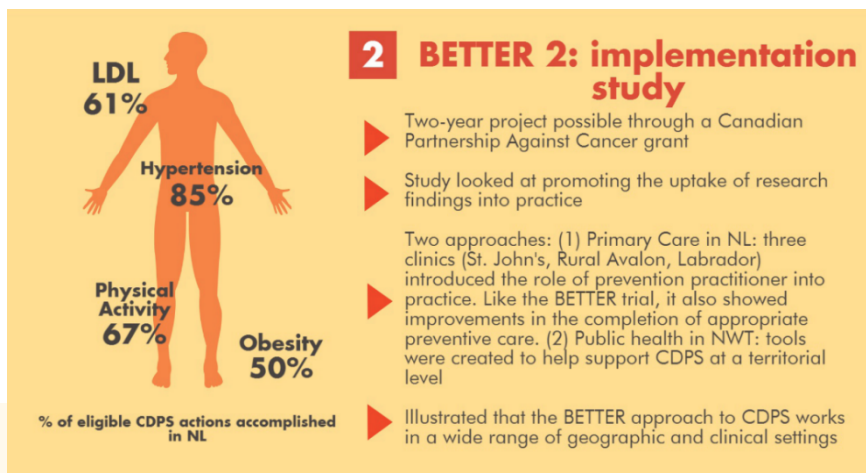 LDL
61%
Hypertension
85%
Physical
Activity
67%
Obesity
50%
% of eligible CDPS actions accomplished
in NL
2 BETTER 2: implementation
study
Two-year project possible through a Canadian
Partnership Against Cancer grant
Study looked at promoting the uptake of research
findings into practice
Two approaches: (1) Primary Care in NL: three
clinics (St. John's, Rural Avalon, Labrador)
introduced the role of prevention practitioner into
practice. Like the BETTER trial, it also showed
improvements in the completion of appropriate
preventive care. (2) Public health in NWT: tools
were created to help support CDPS at a territorial
level
Illustrated that the BETTER approach to CDPS works
in a wide range of geographic and clinical settings